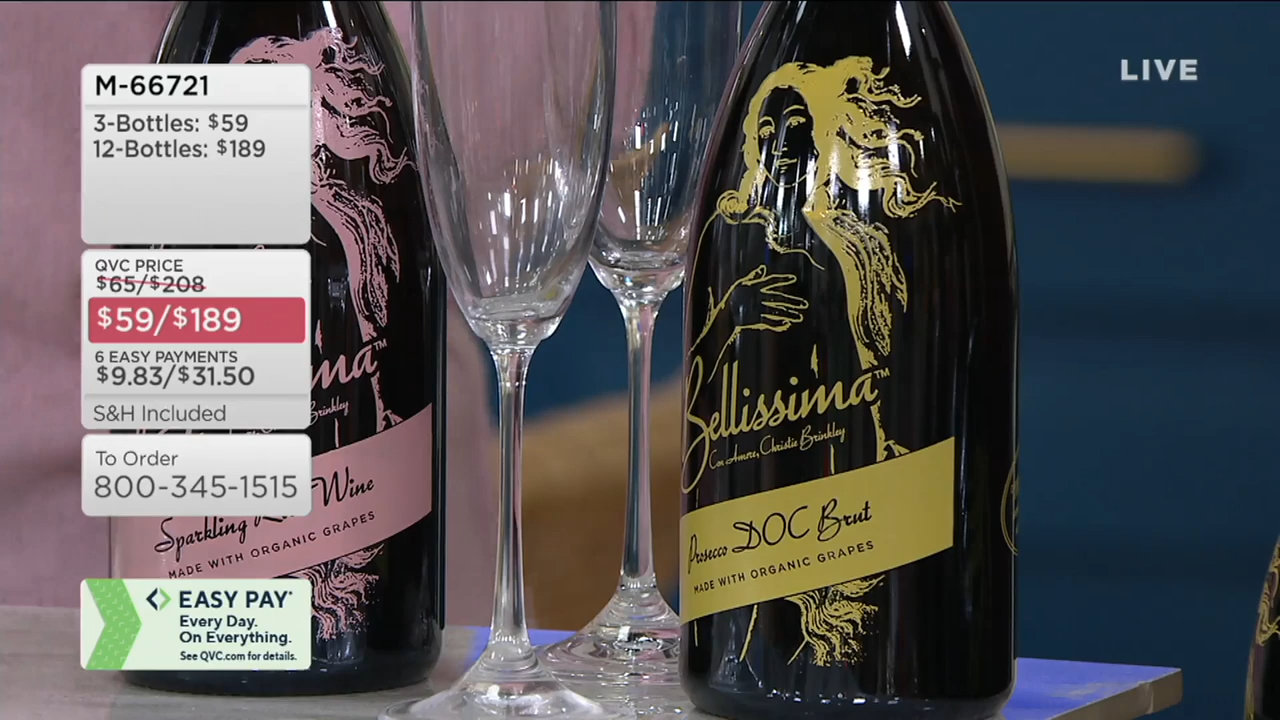 LIVE
M-66721
3-Bottles: $59
12-Bottles: $189
QVC PRICE
$65/$208
$59/$189
6 EASY PAYMENTS
$9.83/$31.50
S&H Included
To Order
800-345-1515
EASY PAY
Every Day.
On Everything.
See QVC.com for details.
Brinkley
Sparkling Wine
MADE WITH ORGANIC GRAPES
Bellissima™
Con Amore, Christie Brinkley
Prosecco DOC Brut
MADE WITH ORGANIC GRAPES